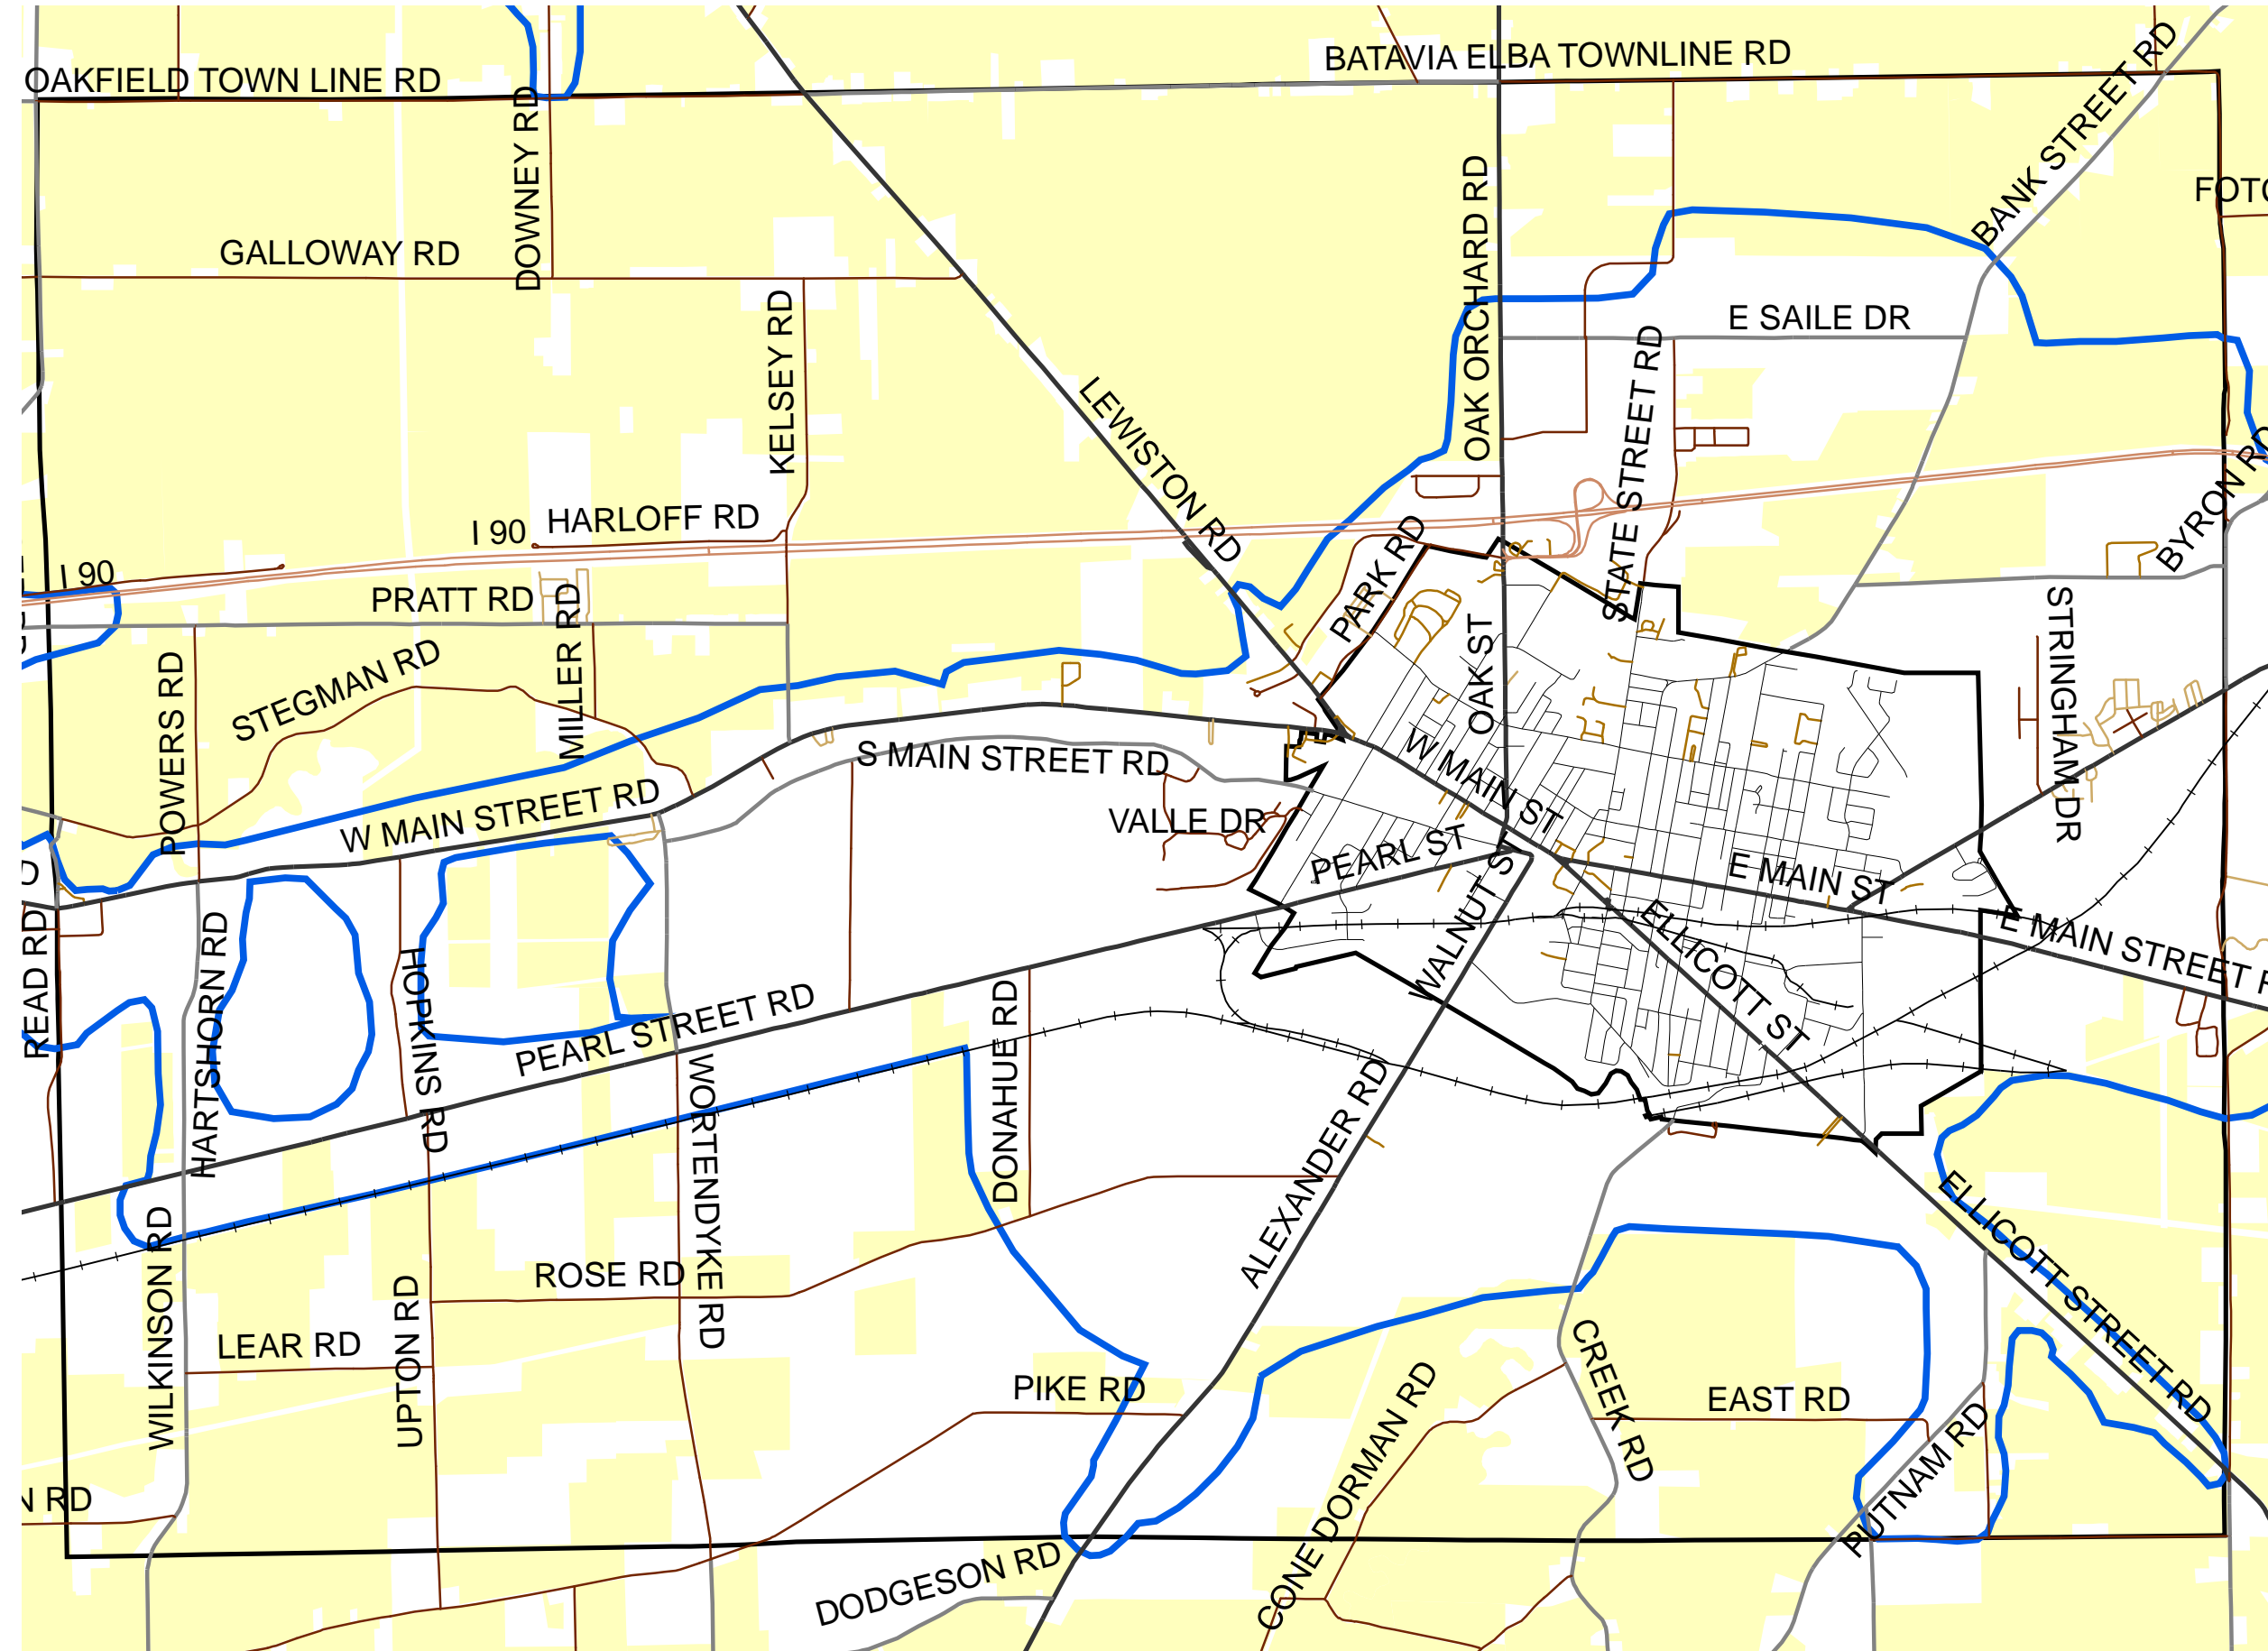 BATAVIA ELBA TOWNLINE RD
OAKFIELD TOWN LINE RD
BANK STREET RD
DOWNEY RD
OAK ORCHARD RD
GALLOWAY RD
E SAILE DR
KELSEY RD
STATE STREET RD
LEWISTON RD
BYRON RD
HARLOFF RD
I 90
I 90
PARK RD
PRATT RD
MILLER RD
STRINGHAM DR
STEGMAN RD
POWERS RD
OAK ST
S MAIN STREET RD
W MAIN ST
W MAIN STREET RD
VALLE DR
PEARL ST
WALNUT ST
E MAIN ST
E MAIN STREET R
READ RD
HARTSHORN RD
HOPKINS RD
ELLICOTT ST
PEARL STREET RD
DONAHUE RD
WORTENDYKE RD
ALEXANDER RD
ELLICOTT STREET RD
WILKINSON RD
ROSE RD
UPTON RD
LEAR RD
PIKE RD
CREEK RD
EAST RD
CONE DORMAN RD
PUTNAM RD
N RD
DODGESON RD